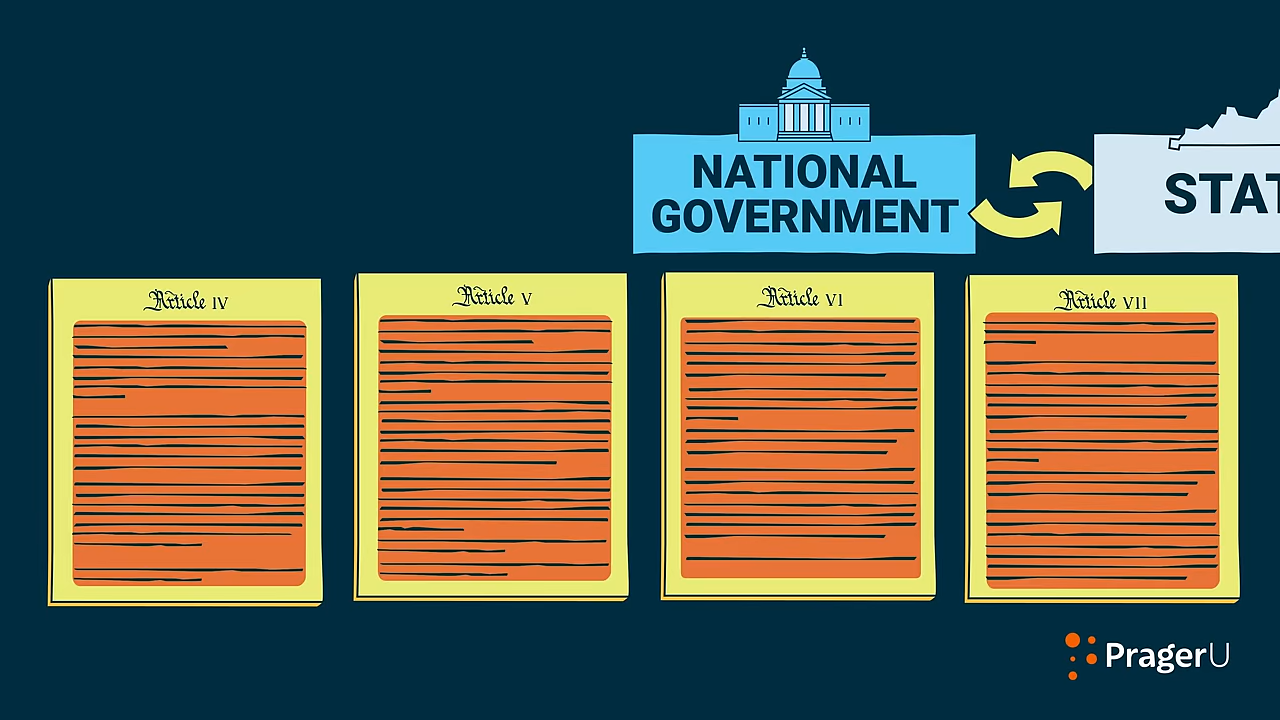 NATIONAL
GOVERNMENT
STAT
Article IV
Article V
Article VI
Article VII
PragerU